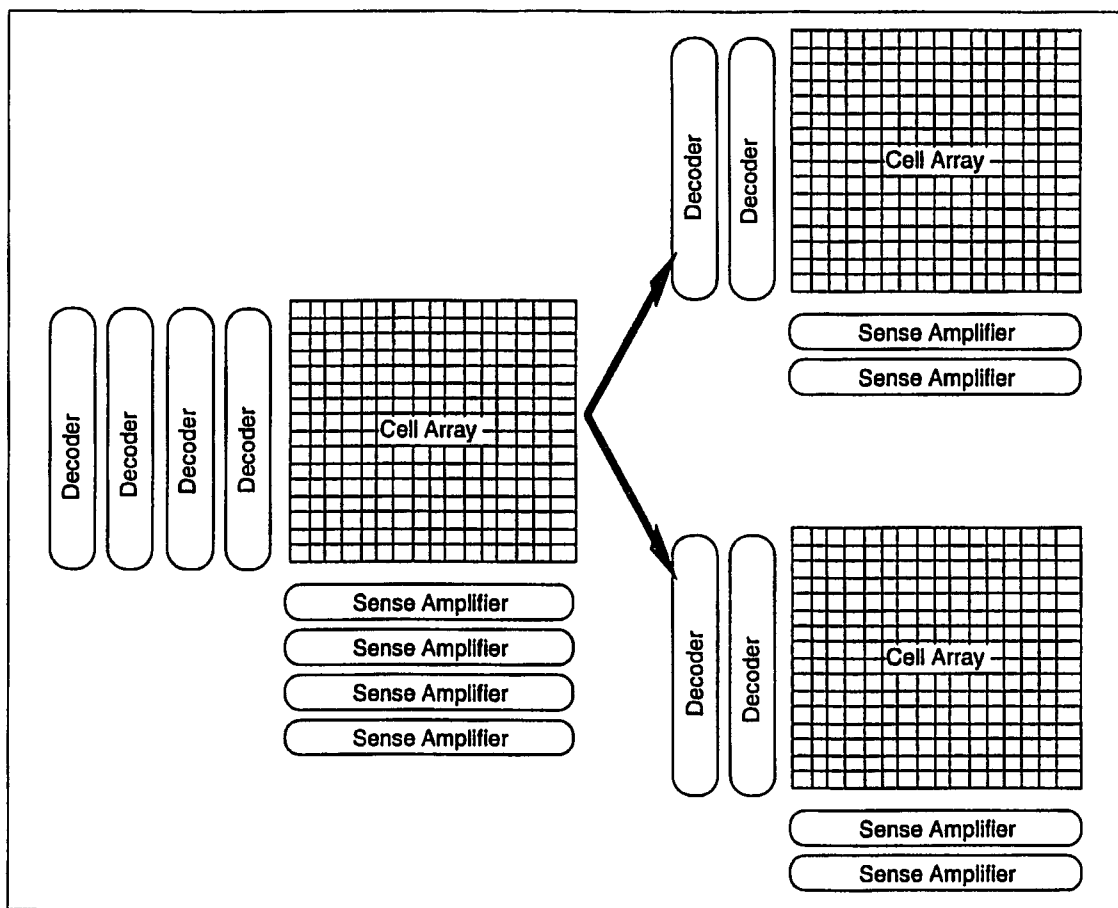 Decoder
Decoder
Decoder
Decoder
Cell Array
Sense Amplifier
Sense Amplifier
Sense Amplifier
Sense Amplifier
Decoder
Decoder
Cell Array
Sense Amplifier
Sense Amplifier
Decoder
Decoder
Cell Array
Sense Amplifier
Sense Amplifier